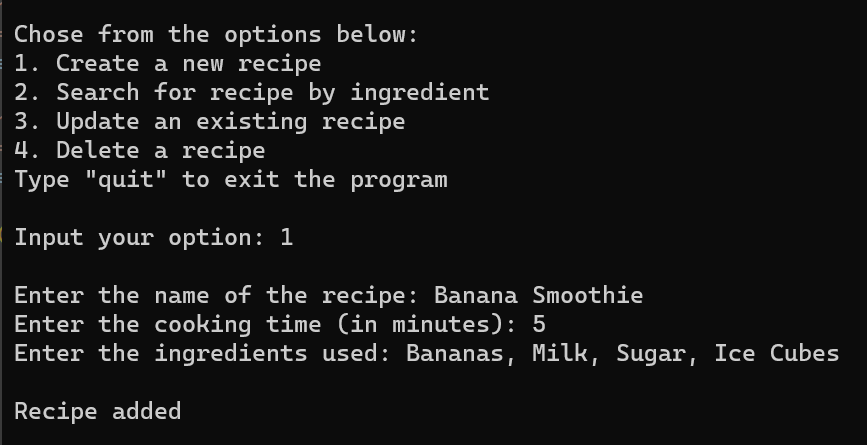 Chose from the options below:
1. Create a new recipe
2. Search for recipe by ingredient
3. Update an existing recipe
4. Delete a recipe
Type "quit" to exit the program
Input your option: 1
Enter the name of the recipe: Banana Smoothie
Enter the cooking time (in minutes): 5
Enter the ingredients used: Bananas, Milk, Sugar, Ice Cubes
Recipe added